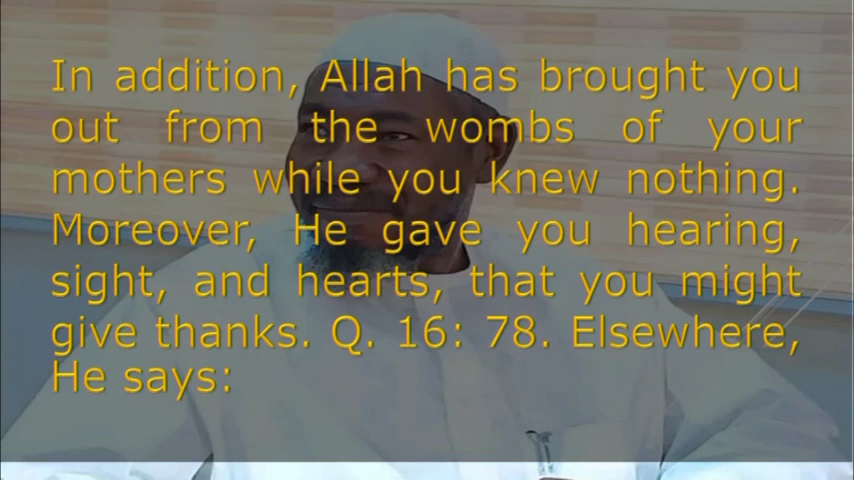 In addition, Allah has brought you
out from the wombs of your
mothers while you knew nothing.
Moreover, He gave you hearing,
sight, and hearts, that you might
give thanks. Q. 16: 78. Elsewhere,
He says: